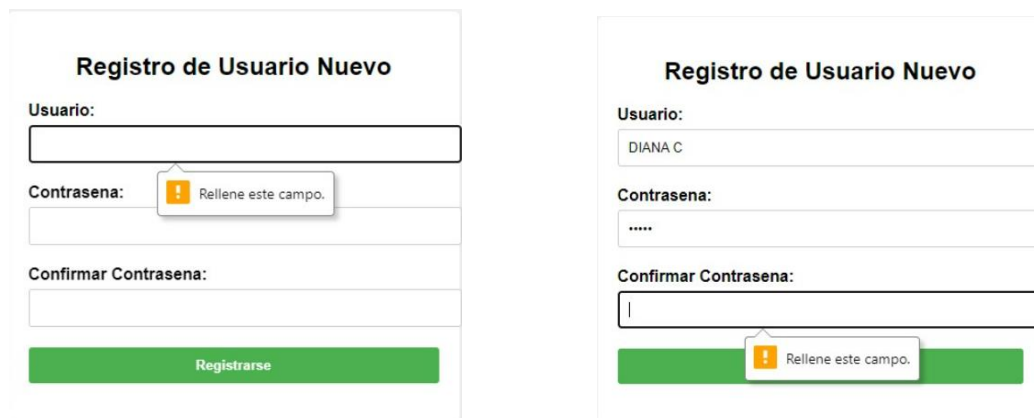 Registro de Usuario Nuevo
Usuario:
Rellene este campo.
Contrasena:
Confirmar Contrasena:
Registrarse
Registro de Usuario Nuevo
Usuario:
DIANA C
Contrasena:
•••••
Confirmar Contrasena:
Rellene este campo.